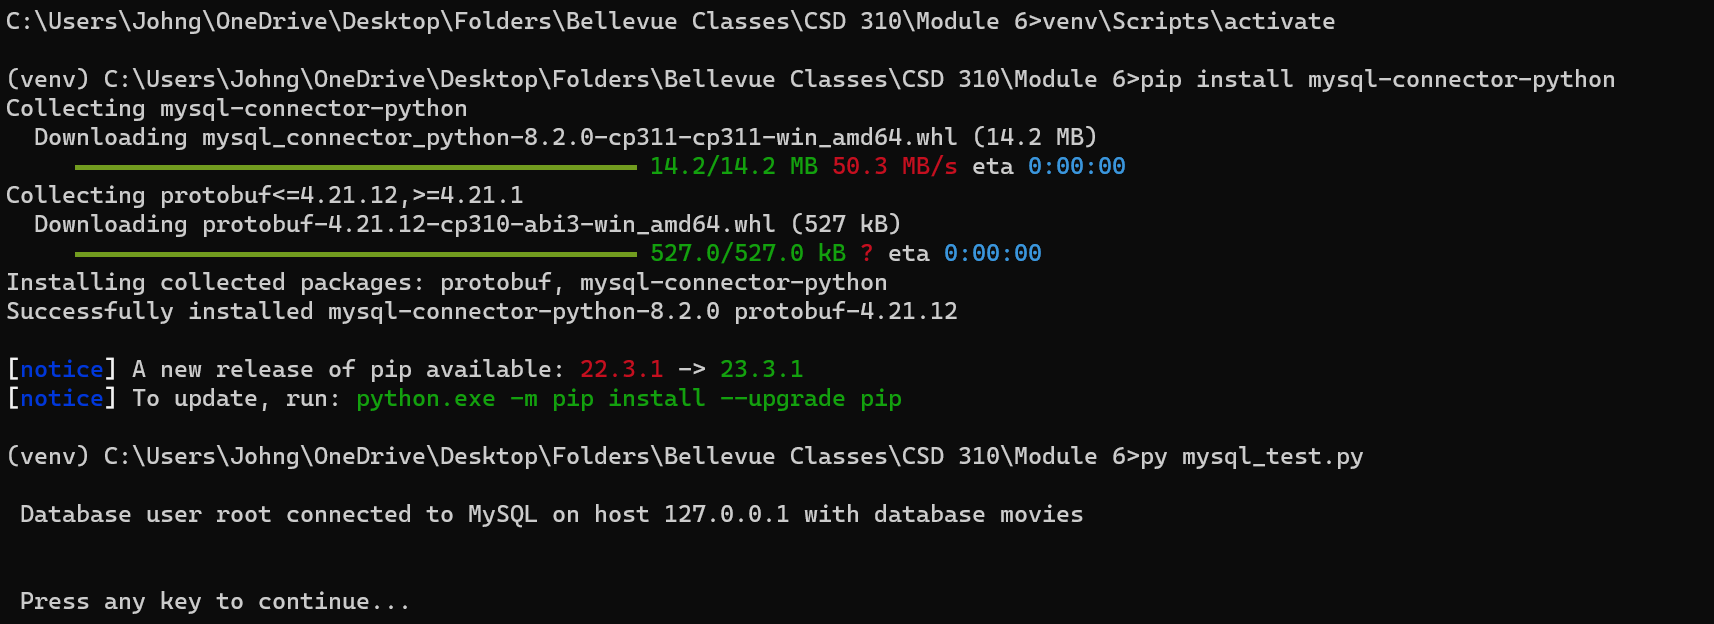 C:\Users\Johng\OneDrive\Desktop\Folders\Bellevue Classes\CSD 310\Module 6>venv\Scripts\activate
(venv) C:\Users\Johng\OneDrive\Desktop\Folders\Bellevue Classes\CSD 310\Module 6>pip install mysql-connector-python
Collecting mysql-connector-python
  Downloading mysql_connector_python-8.2.0-cp311-cp311-win_amd64.whl (14.2 MB)
14.2/14.2 MB 50.3 MB/s eta 0:00:00
Collecting protobuf<=4.21.12,>=4.21.1
  Downloading protobuf-4.21.12-cp310-abi3-win_amd64.whl (527 kB)
527.0/527.0 kB ? eta 0:00:00
Installing collected packages: protobuf, mysql-connector-python
Successfully installed mysql-connector-python-8.2.0 protobuf-4.21.12
[notice] A new release of pip available: 22.3.1 -> 23.3.1
[notice] To update, run: python.exe -m pip install --upgrade pip
(venv) C:\Users\Johng\OneDrive\Desktop\Folders\Bellevue Classes\CSD 310\Module 6>py mysql_test.py
 Database user root connected to MySQL on host 127.0.0.1 with database movies
 Press any key to continue...